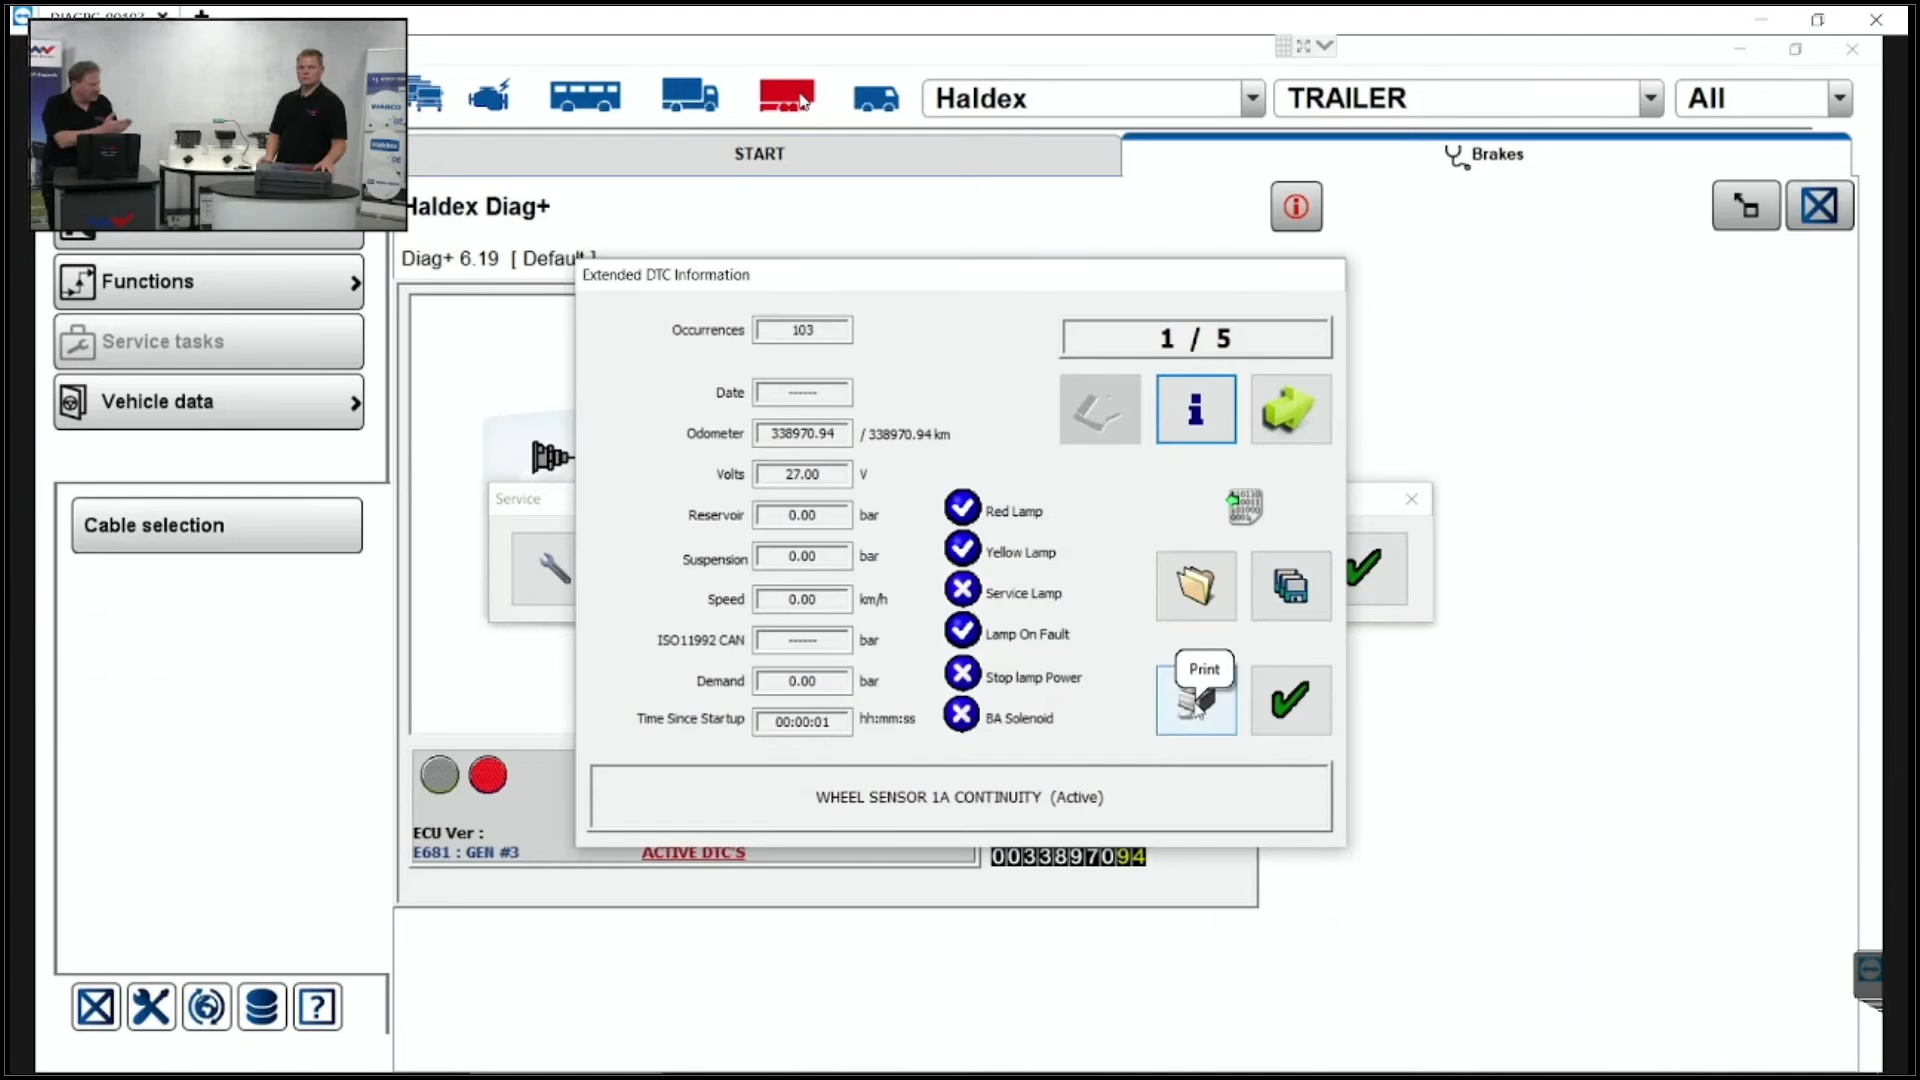 Haldex
TRAILER
All
START
Brakes
Haldex Diag+
Diag+ 6.19 [ Default ]
Functions
Service tasks
Vehicle data
Cable selection
Service
Extended DTC Information
Occurrences 103
1 / 5
Date ------
Odometer 338970.94 / 338970.94 km
Volts 27.00 V
Reservoir 0.00 bar
Suspension 0.00 bar
Speed 0.00 km/h
ISO11992 CAN ------ bar
Demand 0.00 bar
Time Since Startup 00:00:01 hh:mm:ss
Red Lamp
Yellow Lamp
Service Lamp
Lamp On Fault
Stop lamp Power
BA Solenoid
i
Print
WHEEL SENSOR 1A CONTINUITY (Active)
ECU Ver :
E681 : GEN #3
ACTIVE DTC'S
0033897094
?